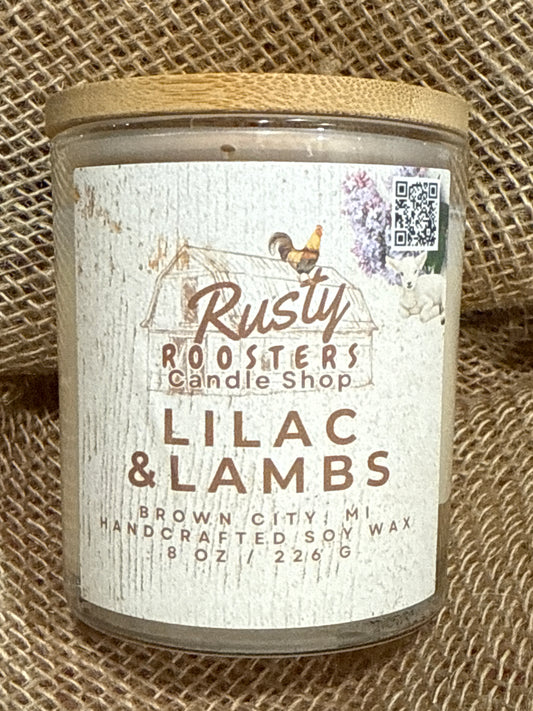 Rusty
ROOSTERS
Candle Shop
LILAC
&LAMBS
BROWN CITY, MI
HANDCRAFTED SOY WAX
8 OZ / 226 G